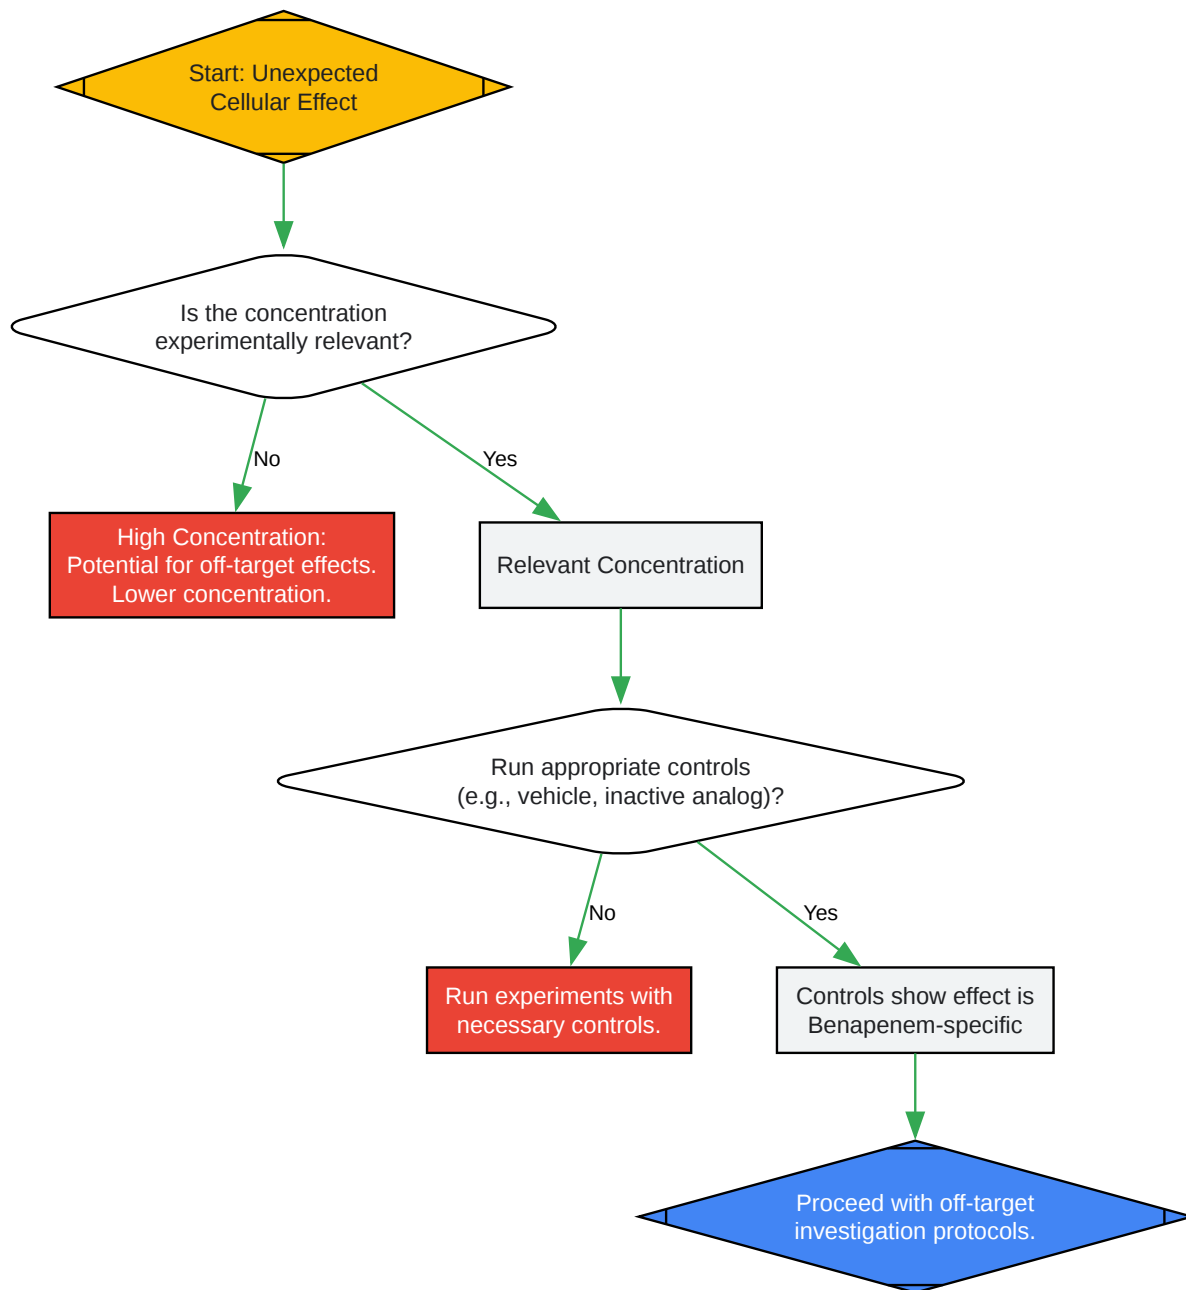 Start: Unexpected
Cellular Effect
Is the concentration
experimentally relevant?
No
Yes
High Concentration:
Potential for off-target effects.
Lower concentration.
Relevant Concentration
Run appropriate controls
(e.g., vehicle, inactive analog)?
No
Yes
Run experiments with
necessary controls.
Controls show effect is
Benapenem-specific
Proceed with off-target
investigation protocols.